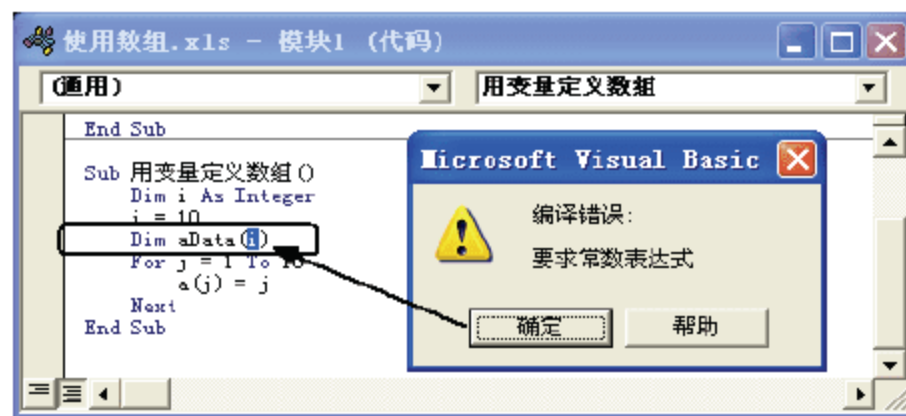 使用数组.xls - 模块1 (代码)
(通用)
用变量定义数组
End Sub
Sub 用变量定义数组()
Dim i As Integer
i = 10
Dim aData(i)
For j = 1 To 10
a(j) = j
Next
End Sub
Microsoft Visual Basic
编译错误:
要求常数表达式
确定
帮助